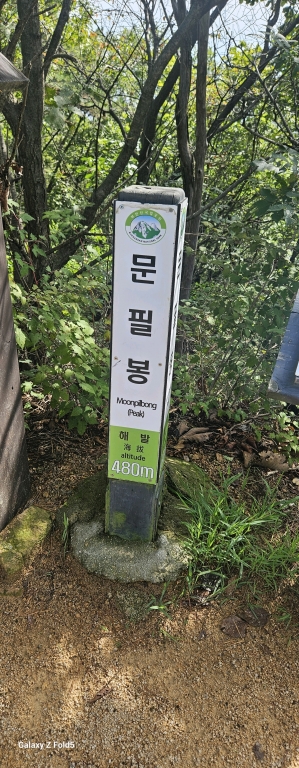 문
필
봉
Moonpilbong
(Peak)
해 발
海 拔
altitude
480m
Galaxy Z Fold5